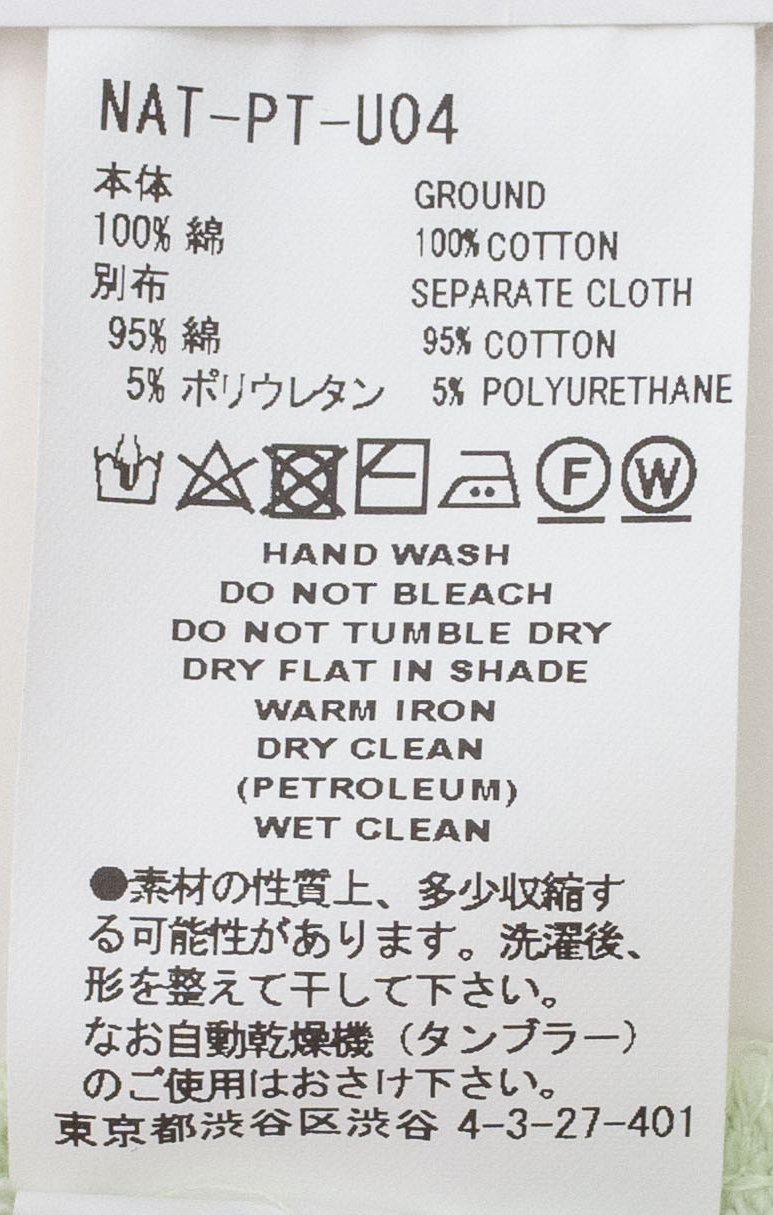 NAT-PT-U04
本体 GROUND
100% 綿 100% COTTON
別布 SEPARATE CLOTH
95% 綿 95% COTTON
5% ポリウレタン 5% POLYURETHANE
F W
HAND WASH
DO NOT BLEACH
DO NOT TUMBLE DRY
DRY FLAT IN SHADE
WARM IRON
DRY CLEAN
(PETROLEUM)
WET CLEAN
●素材の性質上、多少収縮す
る可能性があります。洗濯後、
形を整えて干して下さい。
なお自動乾燥機（タンブラー）
のご使用はおさけ下さい。
東京都渋谷区渋谷 4-3-27-401